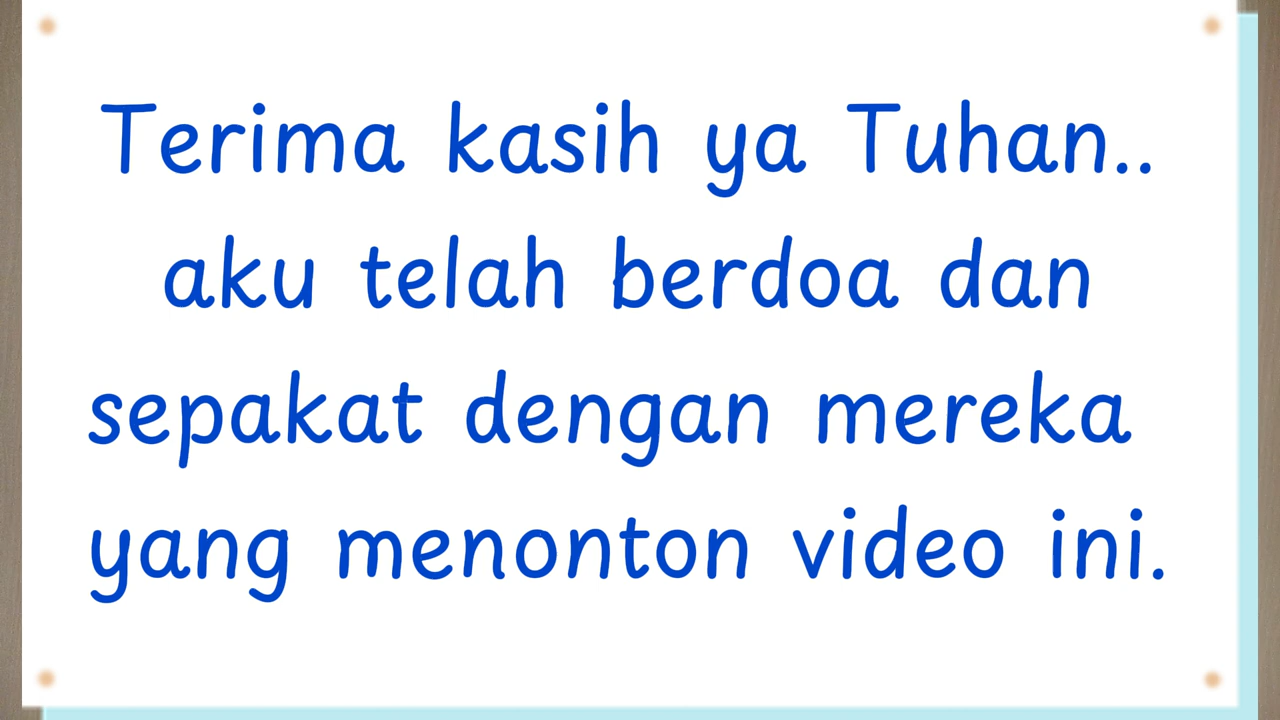 Terima kasih ya Tuhan..
aku telah berdoa dan
sepakat dengan mereka
yang menonton video ini.